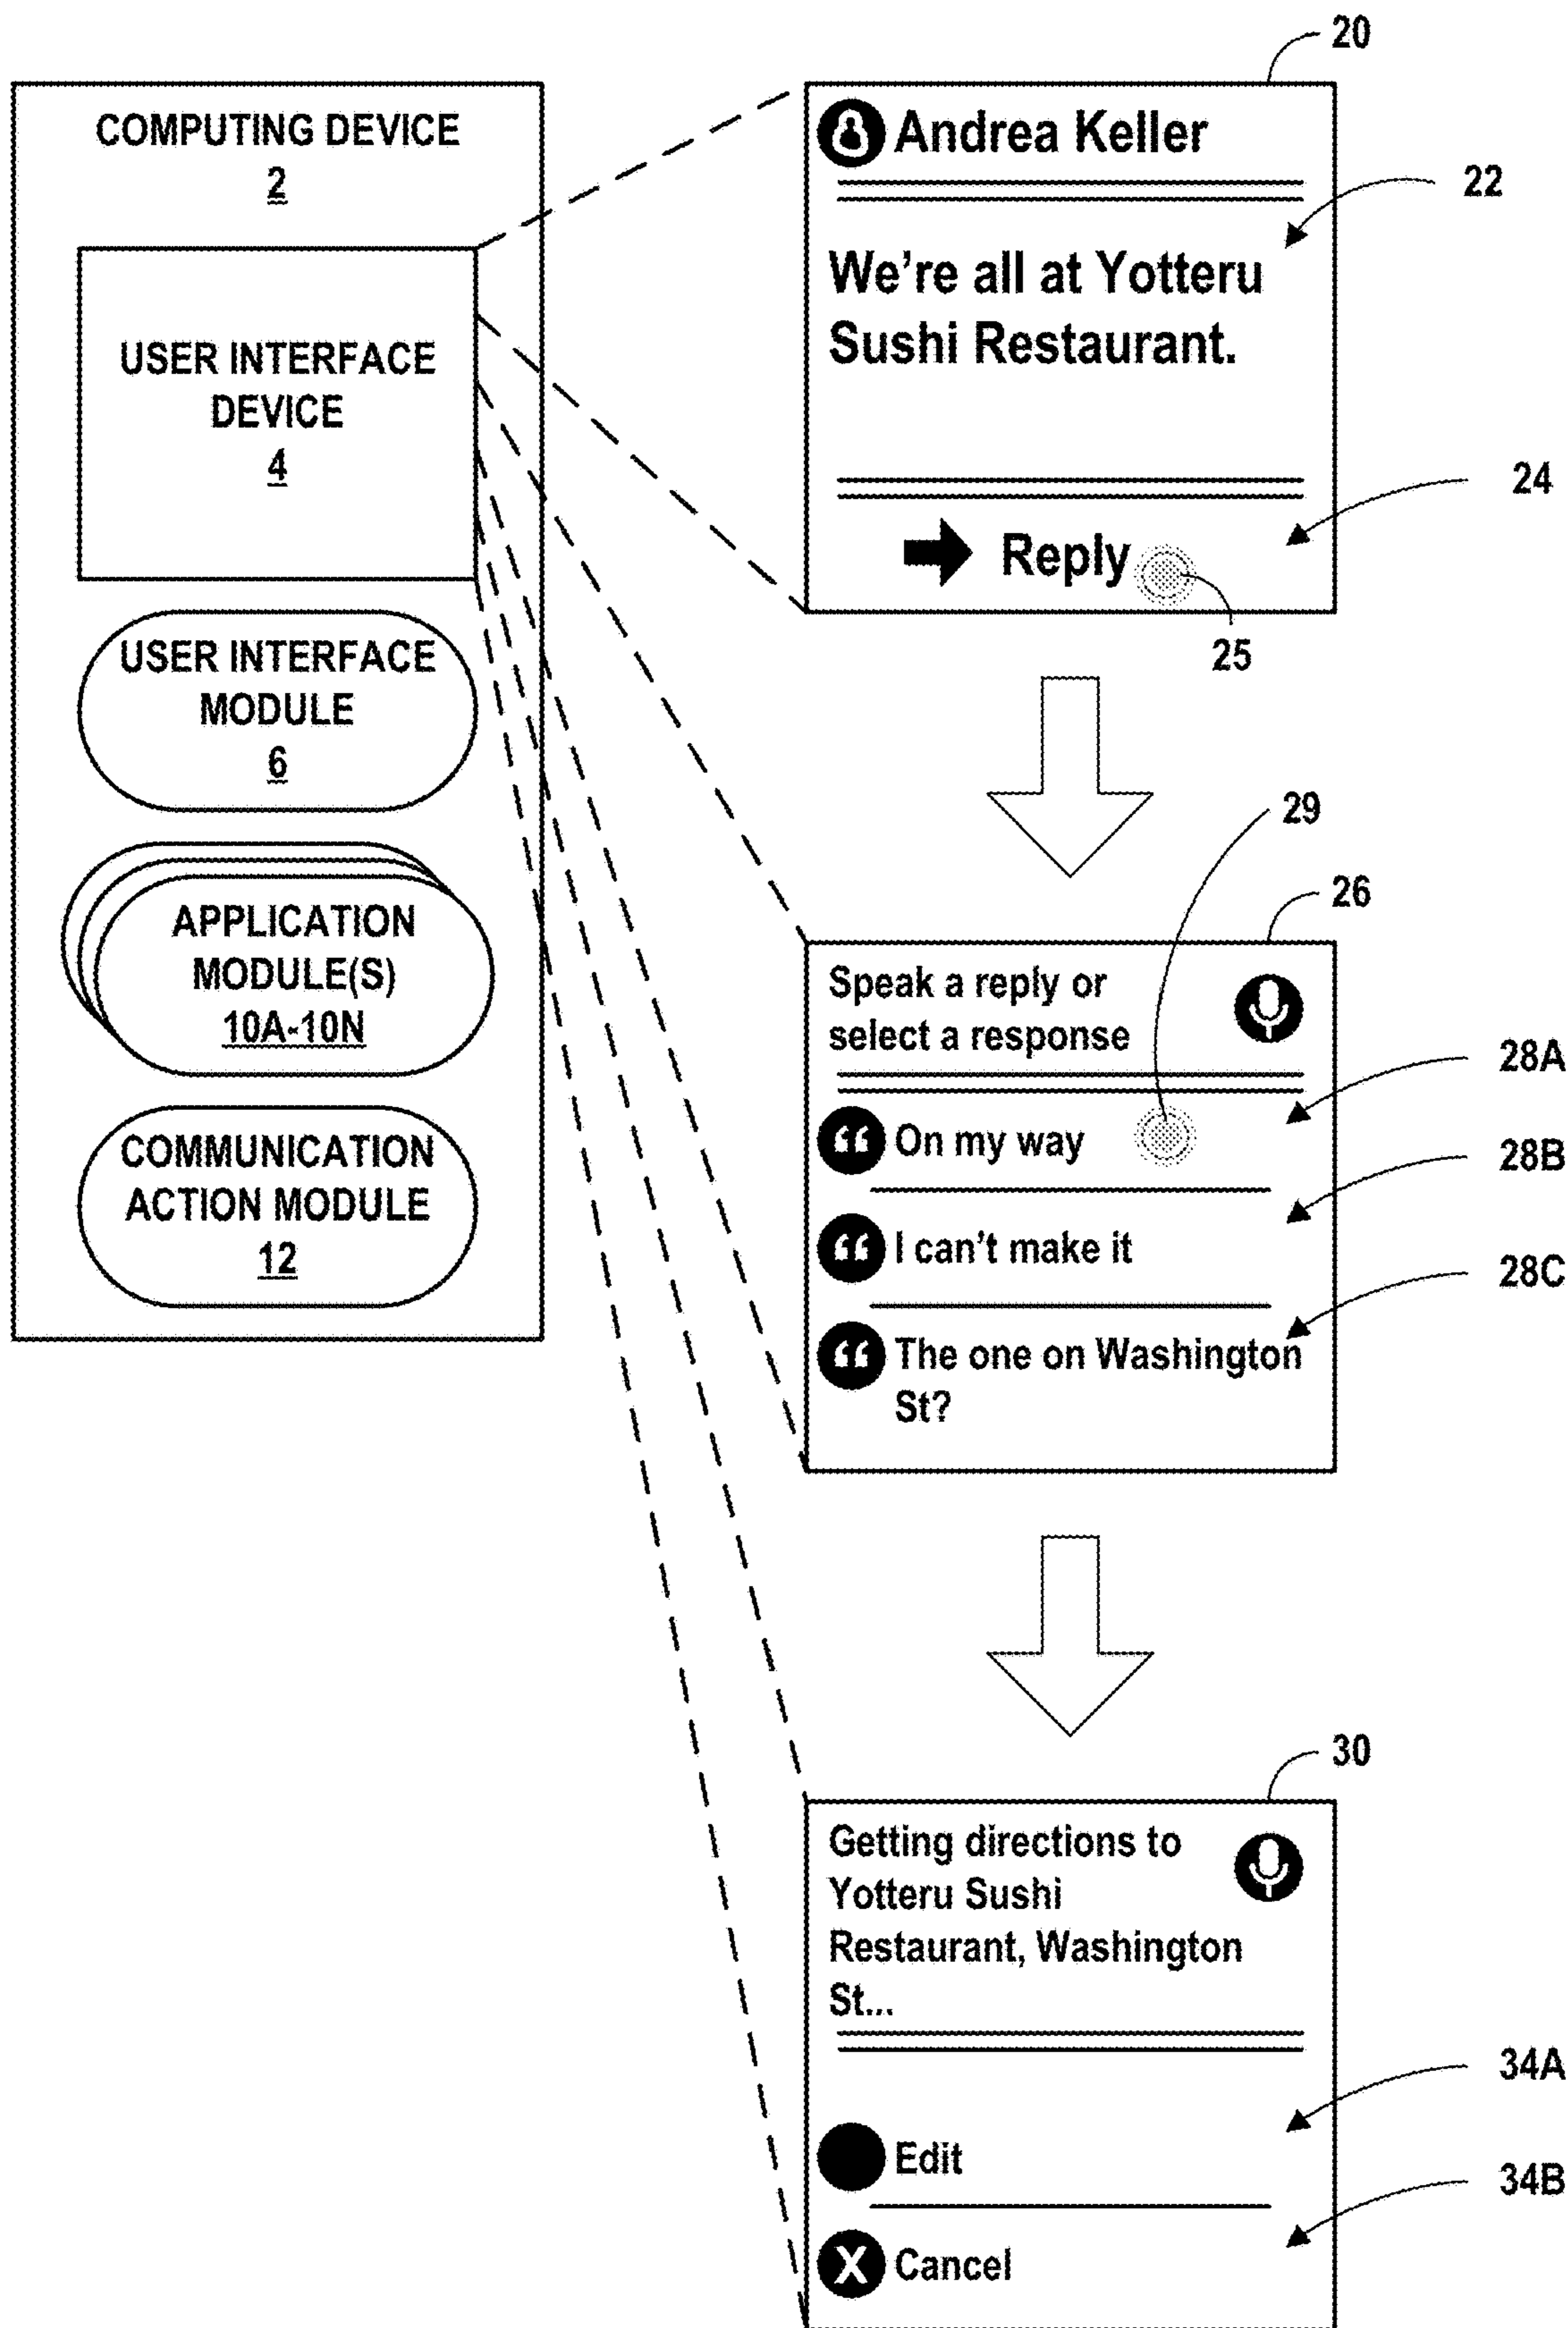 COMPUTING DEVICE
2
USER INTERFACE
DEVICE
4
USER INTERFACE
MODULE
6
APPLICATION
MODULE(S)
10A-10N
COMMUNICATION
ACTION MODULE
12
20
Andrea Keller
22
We're all at Yotteru
Sushi Restaurant.
24
Reply
25
29
26
Speak a reply or
select a response
28A
On my way
28B
I can't make it
28C
The one on Washington
St?
30
Getting directions to
Yotteru Sushi
Restaurant, Washington
St...
34A
Edit
34B
X Cancel